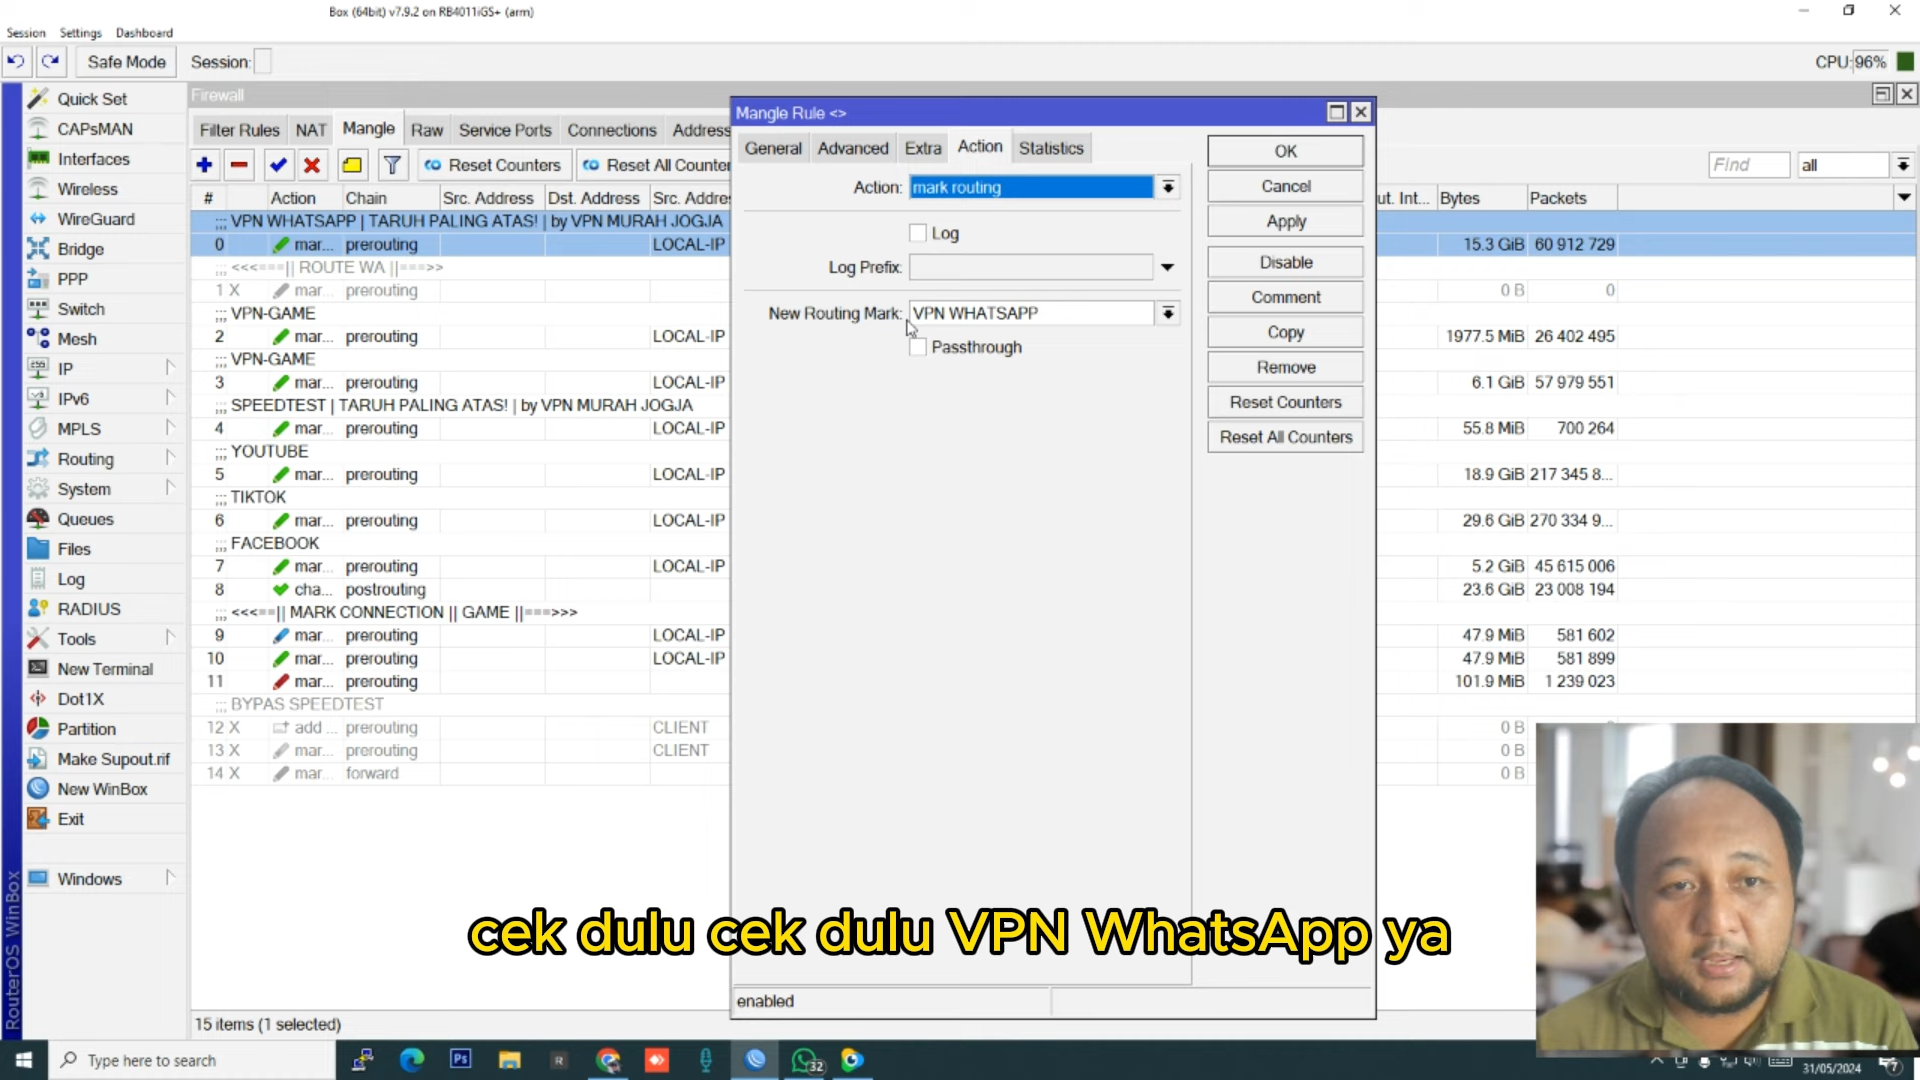 Box (64bit) v7.9.2 on RB4011iGS+ (arm)
Session Settings Dashboard
Safe Mode Session: CPU: 96%
Quick Set
CAPsMAN
Interfaces
Wireless
WireGuard
Bridge
PPP
Switch
Mesh
IP
IPv6
MPLS
Routing
System
Queues
Files
Log
RADIUS
Tools
New Terminal
Dot1X
Partition
Make Supout.rif
New WinBox
Exit
Windows
RouterOS WinBox
Firewall
Filter Rules NAT Mangle Raw Service Ports Connections Address
Reset Counters Reset All Counter
Find all
# Action Chain Src. Address Dst. Address Src. Addre ut. Int... Bytes Packets
;;; VPN WHATSAPP | TARUH PALING ATAS! | by VPN MURAH JOGJA
0 mar... prerouting LOCAL-IP 15.3 GiB 60 912 729
;;; <<<===|| ROUTE WA ||===>>
1 X mar... prerouting 0 B 0
;;; VPN-GAME
2 mar... prerouting LOCAL-IP 1977.5 MiB 26 402 495
;;; VPN-GAME
3 mar... prerouting LOCAL-IP 6.1 GiB 57 979 551
;;; SPEEDTEST | TARUH PALING ATAS! | by VPN MURAH JOGJA
4 mar... prerouting LOCAL-IP 55.8 MiB 700 264
;;; YOUTUBE
5 mar... prerouting LOCAL-IP 18.9 GiB 217 345 8...
;;; TIKTOK
6 mar... prerouting LOCAL-IP 29.6 GiB 270 334 9...
;;; FACEBOOK
7 mar... prerouting LOCAL-IP 5.2 GiB 45 615 006
8 cha... postrouting 23.6 GiB 23 008 194
;;; <<<==|| MARK CONNECTION || GAME ||===>>>
9 mar... prerouting LOCAL-IP 47.9 MiB 581 602
10 mar... prerouting LOCAL-IP 47.9 MiB 581 899
11 mar... prerouting 101.9 MiB 1 239 023
;;; BYPAS SPEEDTEST
12 X add ... prerouting CLIENT 0 B
13 X mar... prerouting CLIENT 0 B
14 X mar... forward 0 B
15 items (1 selected)
Mangle Rule <>
General Advanced Extra Action Statistics
Action: mark routing
Log
Log Prefix:
New Routing Mark: VPN WHATSAPP
Passthrough
OK
Cancel
Apply
Disable
Comment
Copy
Remove
Reset Counters
Reset All Counters
enabled
cek dulu cek dulu VPN WhatsApp ya
Type here to search
Ps
R
32
31/05/2024
7